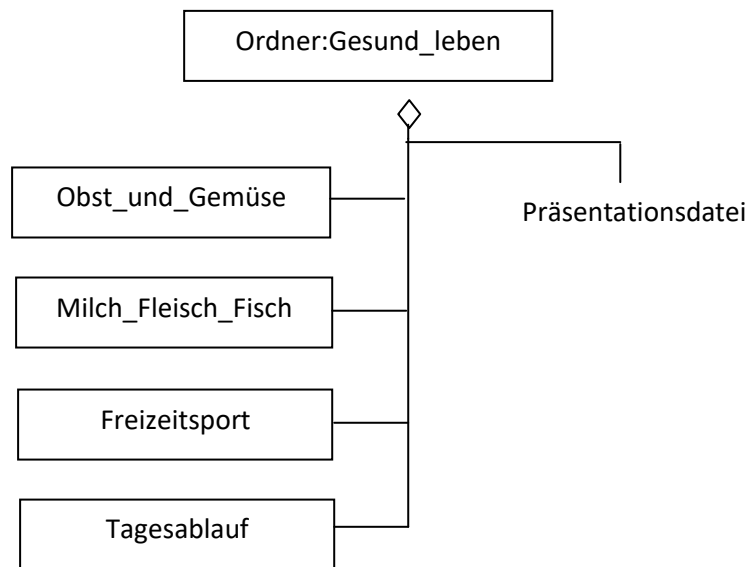 Ordner:Gesund_leben
Obst_und_Gemüse
Präsentationsdatei
Milch_Fleisch_Fisch
Freizeitsport
Tagesablauf